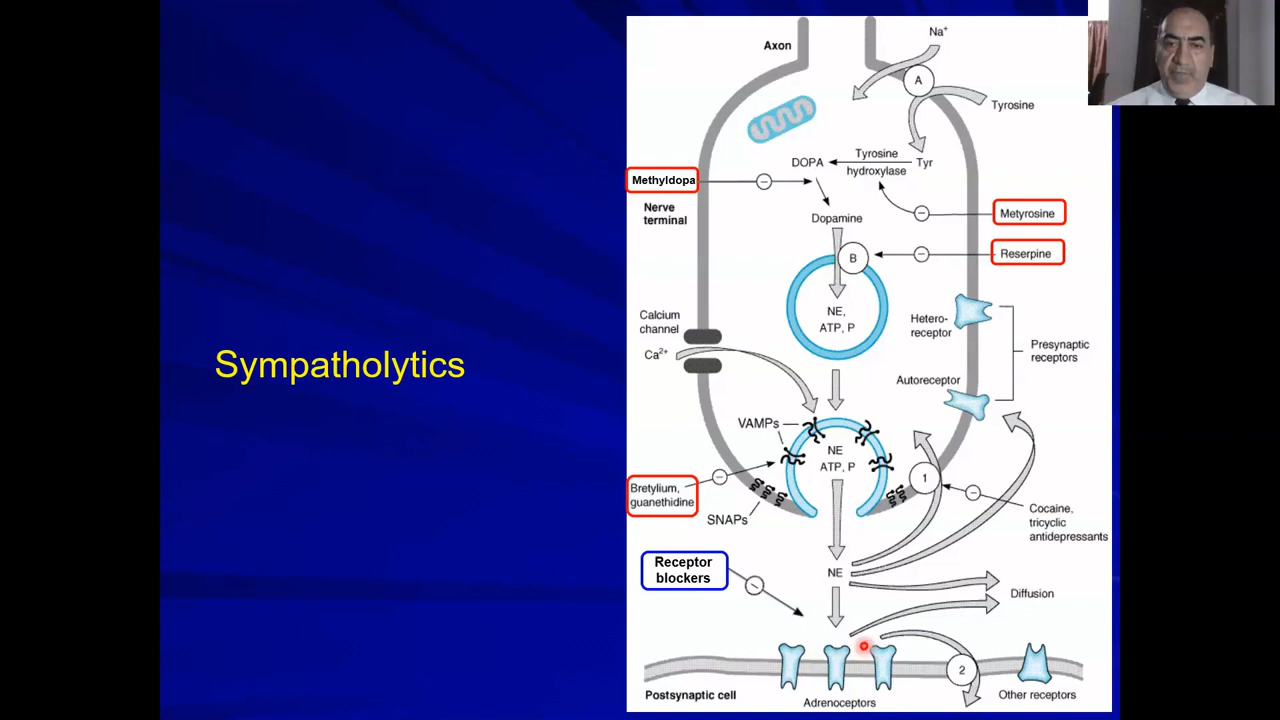 Sympatholytics
Axon
Na+
A
Tyrosine
DOPA
Tyrosine
hydroxylase
Tyr
Methyldopa
Nerve
terminal
Dopamine
Metyrosine
B
Reserpine
NE,
ATP, P
Calcium
channel
Ca2+
Hetero-
receptor
Presynaptic
receptors
Autoreceptor
VAMPs
NE
ATP, P
1
Bretylium,
guanethidine
SNAPs
Cocaine,
tricyclic
antidepressants
Receptor
blockers
NE
Diffusion
2
Postsynaptic cell
Adrenoceptors
Other receptors